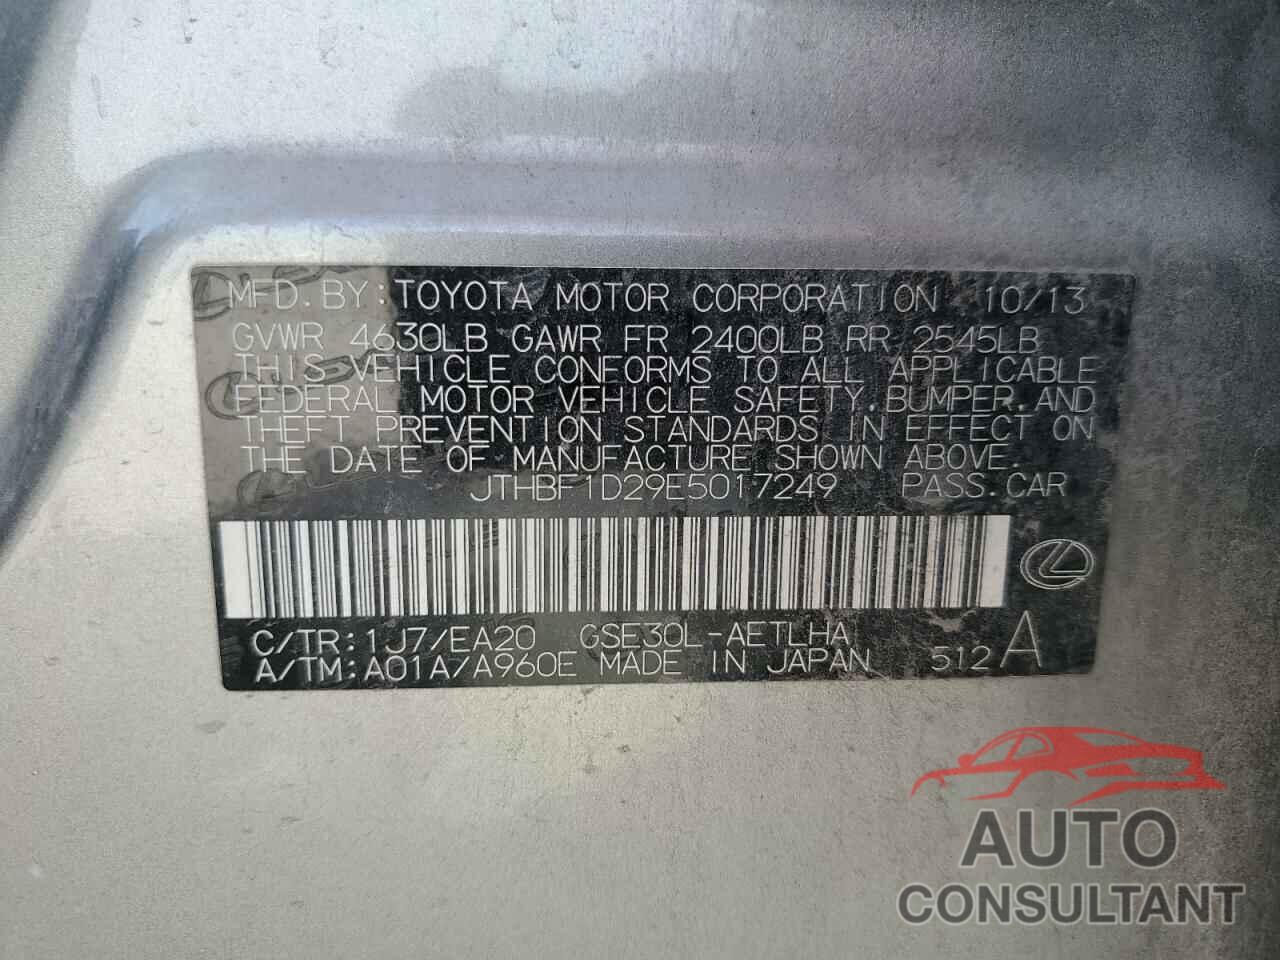 MFD. BY: TOYOTA MOTOR CORPORATION 10/13
GVWR 4630LB GAWR FR 2400LB RR 2545LB
THIS VEHICLE CONFORMS TO ALL APPLICABLE
FEDERAL MOTOR VEHICLE SAFETY, BUMPER, AND
THEFT PREVENTION STANDARDS IN EFFECT ON
THE DATE OF MANUFACTURE SHOWN ABOVE.
JTHBF1D29E5017249 PASS. CAR
C/TR: 1J7/EA20 GSE30L-AETLHA
A/TM: A01A/A960E MADE IN JAPAN 512 A
AUTO
CONSULTANT